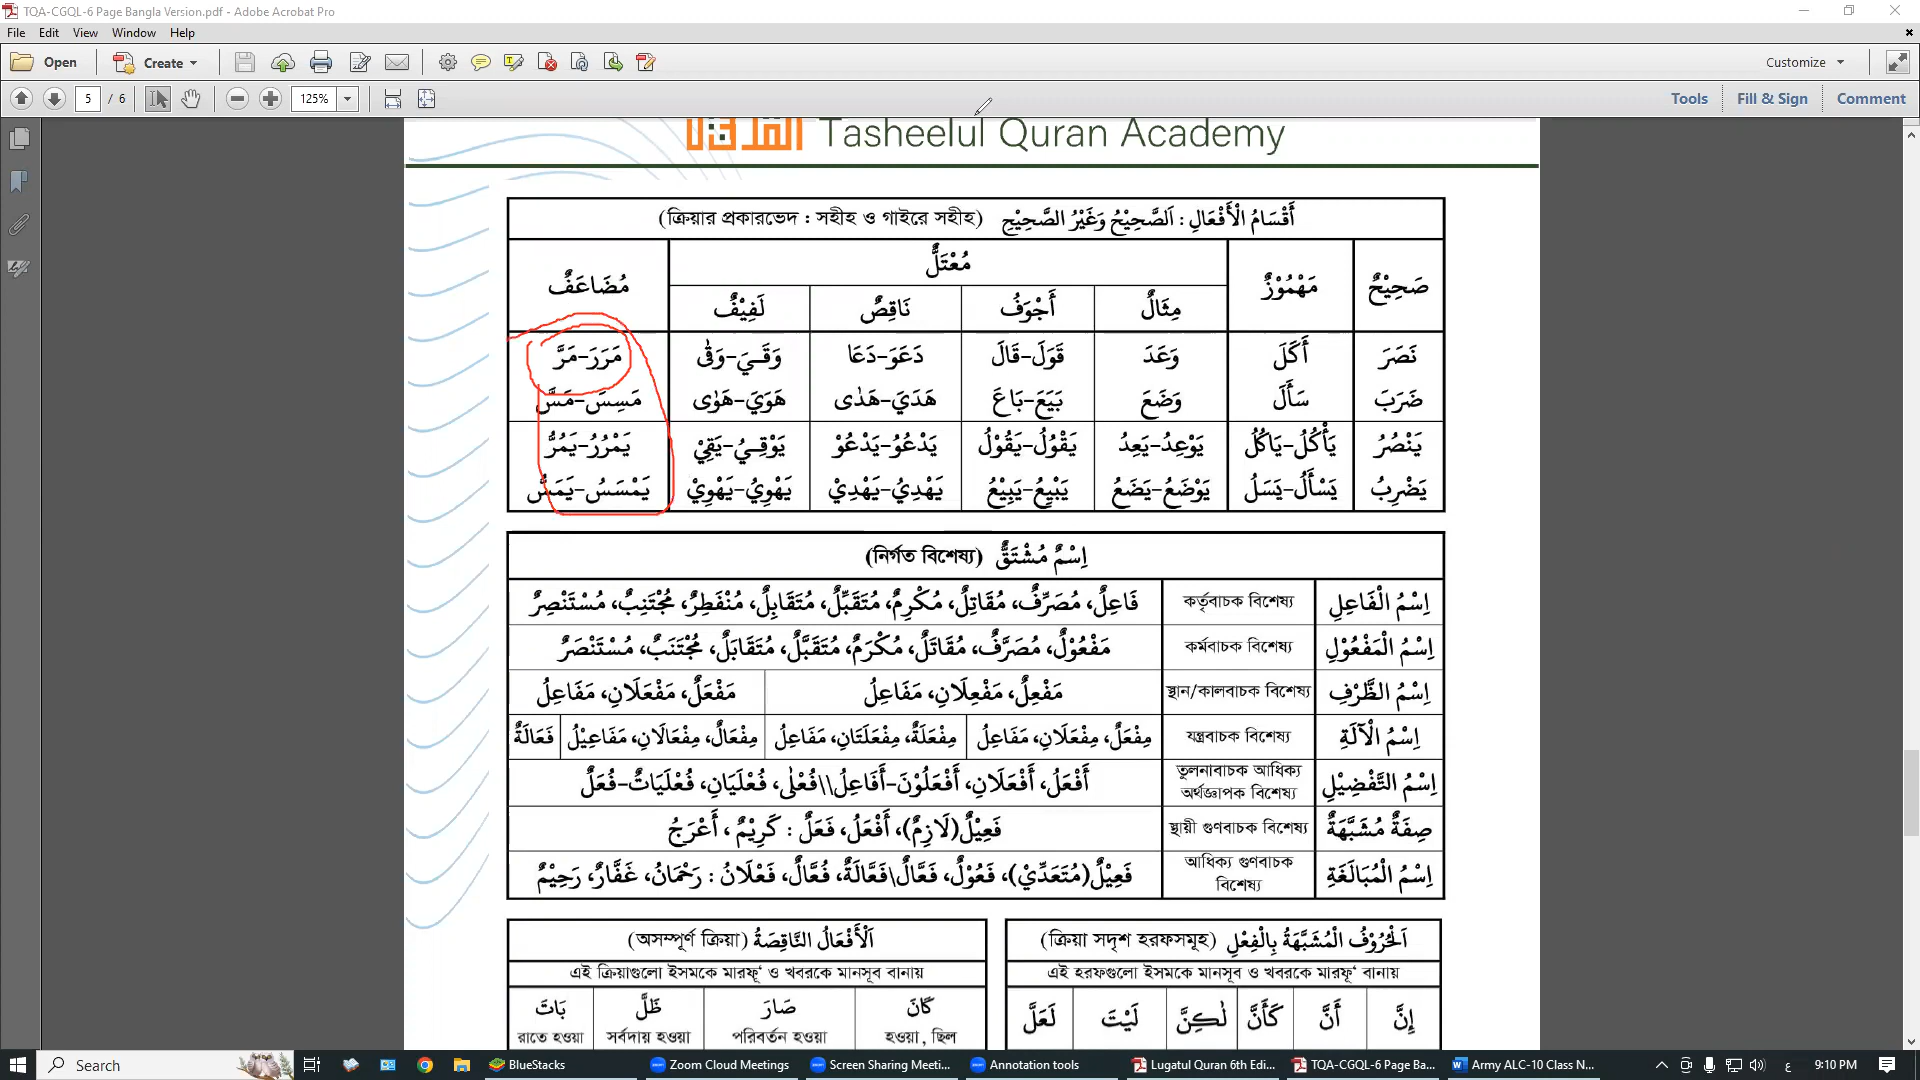 TQA-CGQL-6 Page Bangla Version.pdf - Adobe Acrobat Pro
File Edit View Window Help
Open Create Customize
5 / 6 125% Tools Fill & Sign Comment
Tasheelul Quran Academy
أَقْسَامُ الْأَفْعَالِ : اَلصَّحِيْحُ وَغَيْرُ الصَّحِيْحِ (ক্রিয়ার প্রকারভেদ : সহীহ ও গাইরে সহীহ)
صَحِيْحٌ مَهْمُوْزٌ مُعْتَلٌّ مُضَاعَفٌ
مِثَالٌ أَجْوَفُ نَاقِصٌ لَفِيْفٌ
نَصَرَ أَكَلَ وَعَدَ قَوَلَ-قَالَ دَعَوَ-دَعَا وَقَيَ-وَقٰى مَرَرَ-مَرَّ
ضَرَبَ سَأَلَ وَضَعَ بَيَعَ-بَاعَ هَدَيَ-هَدٰى هَوَيَ-هَوٰى مَسِسَ-مَسَّ
يَنْصُرُ يَأْكُلُ-يَاكُلُ يَوْعِدُ-يَعِدُ يَقْوُلُ-يَقُوْلُ يَدْعُوُ-يَدْعُوْ يَوْقِيُ-يَقِيْ يَمْرُرُ-يَمُرُّ
يَضْرِبُ يَسْأَلُ-يَسَلُ يَوْضَعُ-يَضَعُ يَبْيِعُ-يَبِيْعُ يَهْدِيُ-يَهْدِيْ يَهْوِيُ-يَهْوِيْ يَمْسَسُ-يَمَسُّ
اِسْمٌ مُشْتَقٌّ (নির্গত বিশেষ্য)
اِسْمُ الْفَاعِلِ কর্তৃবাচক বিশেষ্য فَاعِلٌ، مُصَرِّفٌ، مُقَاتِلٌ، مُكْرِمٌ، مُتَقَبِّلٌ، مُتَقَابِلٌ، مُنْفَطِرٌ، مُجْتَنِبٌ، مُسْتَنْصِرٌ
اِسْمُ الْمَفْعُوْلِ কর্মবাচক বিশেষ্য مَفْعُوْلٌ، مُصَرَّفٌ، مُقَاتَلٌ، مُكْرَمٌ، مُتَقَبَّلٌ، مُتَقَابَلٌ، مُجْتَنَبٌ، مُسْتَنْصَرٌ
اِسْمُ الظَّرْفِ স্থান/কালবাচক বিশেষ্য مَفْعِلٌ، مَفْعِلَانِ، مَفَاعِلُ مَفْعَلٌ، مَفْعَلَانِ، مَفَاعِلُ
اِسْمُ الْآلَةِ যন্ত্রবাচক বিশেষ্য مِفْعَلٌ، مِفْعَلَانِ، مَفَاعِلُ مِفْعَلَةٌ، مِفْعَلَتَانِ، مَفَاعِلُ مِفْعَالٌ، مِفْعَالَانِ، مَفَاعِيْلُ فَعَالَةٌ
اِسْمُ التَّفْضِيْلِ তুলনাবাচক আধিক্য অর্থজ্ঞাপক বিশেষ্য أَفْعَلُ، أَفْعَلَانِ، أَفْعَلُوْنَ-أَفَاعِلُ\\فُعْلٰى، فُعْلَيَانِ، فُعْلَيَاتٌ-فُعَلٌ
صِفَةٌ مُشَبَّهَةٌ স্থায়ী গুণবাচক বিশেষ্য فَعِيْلٌ(لَازِمٌ)، أَفْعَلُ، فَعَلٌ : كَرِيْمٌ ، أَعْرَجُ
اِسْمُ الْمُبَالَغَةِ আধিক্য গুণবাচক বিশেষ্য فَعِيْلٌ(مُتَعَدِّيْ)، فَعُوْلٌ، فَعَّالٌ\فَعَّالَةٌ، فُعَّالٌ، فَعْلَانُ : رَحْمَانُ، غَفَّارٌ، رَحِيْمٌ
اَلْحُرُوْفُ الْمُشَبَّهَةُ بِالْفِعْلِ (ক্রিয়া সদৃশ হরফসমূহ)
এই হরফগুলো ইসমকে মানসূব ও খবরকে মারফূ‘ বানায়
إِنَّ أَنَّ كَأَنَّ لٰكِنَّ لَيْتَ لَعَلَّ
اَلْأَفْعَالُ النَّاقِصَةُ (অসম্পূর্ণ ক্রিয়া)
এই ক্রিয়াগুলো ইসমকে মারফূ‘ ও খবরকে মানসূব বানায়
كَانَ صَارَ ظَلَّ بَاتَ
হওয়া, ছিল পরিবর্তন হওয়া সর্বদায় হওয়া রাতে হওয়া
Search BlueStacks Zoom Cloud Meetings Screen Sharing Meeti... Annotation tools Lugatul Quran 6th Edi... TQA-CGQL-6 Page Ba... Army ALC-10 Class N... ع 9:10 PM